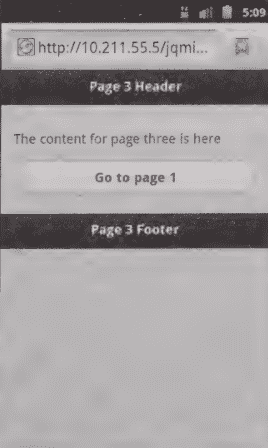 5:09
http://10.211.55.5/jqmi...
Page 3 Header
The content for page three is here
Go to page 1
Page 3 Footer